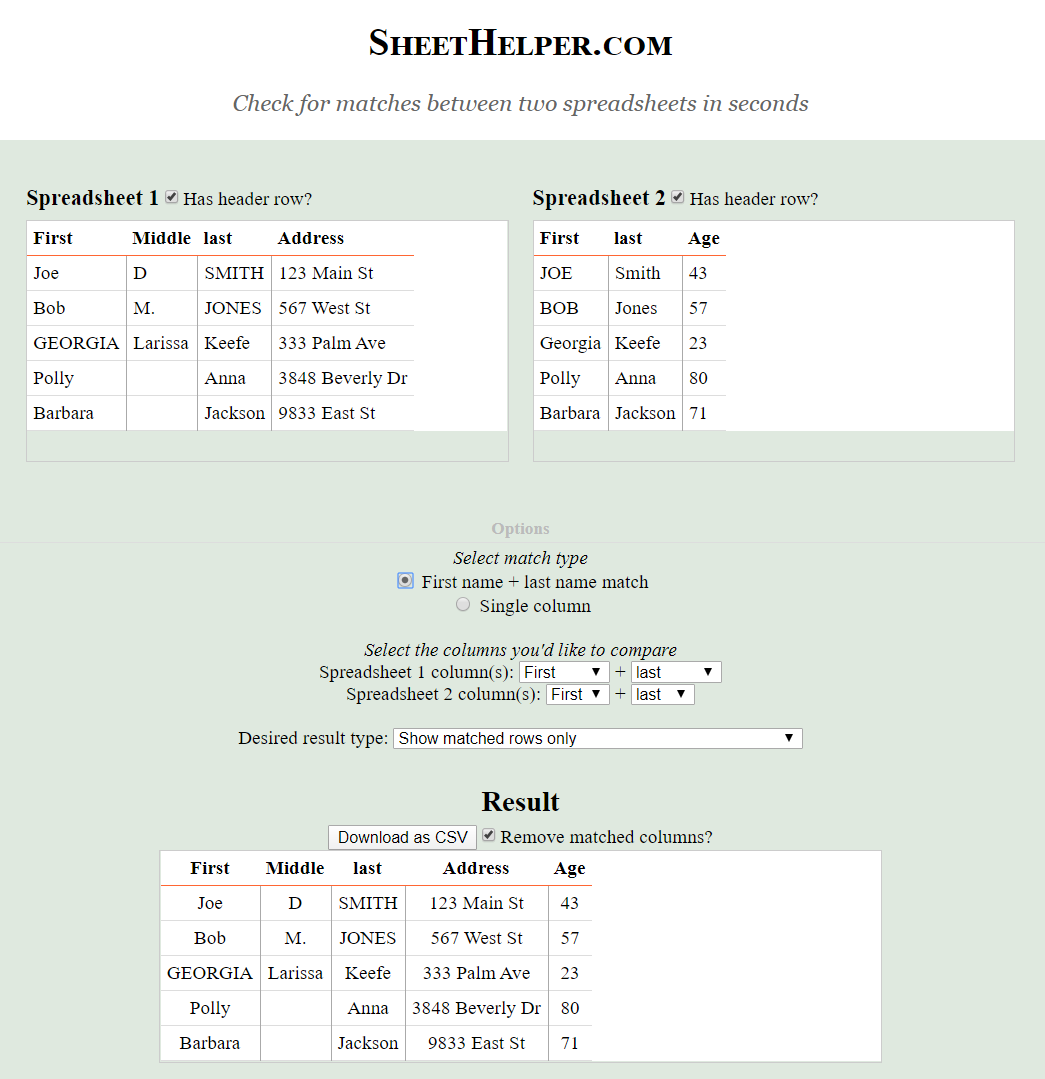 SheetHelper.com
Check for matches between two spreadsheets in seconds
Spreadsheet 1 Has header row?
First Middle last Address
Joe D SMITH 123 Main St
Bob M. JONES 567 West St
GEORGIA Larissa Keefe 333 Palm Ave
Polly Anna 3848 Beverly Dr
Barbara Jackson 9833 East St
Spreadsheet 2 Has header row?
First last Age
JOE Smith 43
BOB Jones 57
Georgia Keefe 23
Polly Anna 80
Barbara Jackson 71
Options
Select match type
First name + last name match
Single column
Select the columns you'd like to compare
Spreadsheet 1 column(s): First + last
Spreadsheet 2 column(s): First + last
Desired result type: Show matched rows only
Result
Download as CSV Remove matched columns?
First Middle last Address Age
Joe D SMITH 123 Main St 43
Bob M. JONES 567 West St 57
GEORGIA Larissa Keefe 333 Palm Ave 23
Polly Anna 3848 Beverly Dr 80
Barbara Jackson 9833 East St 71